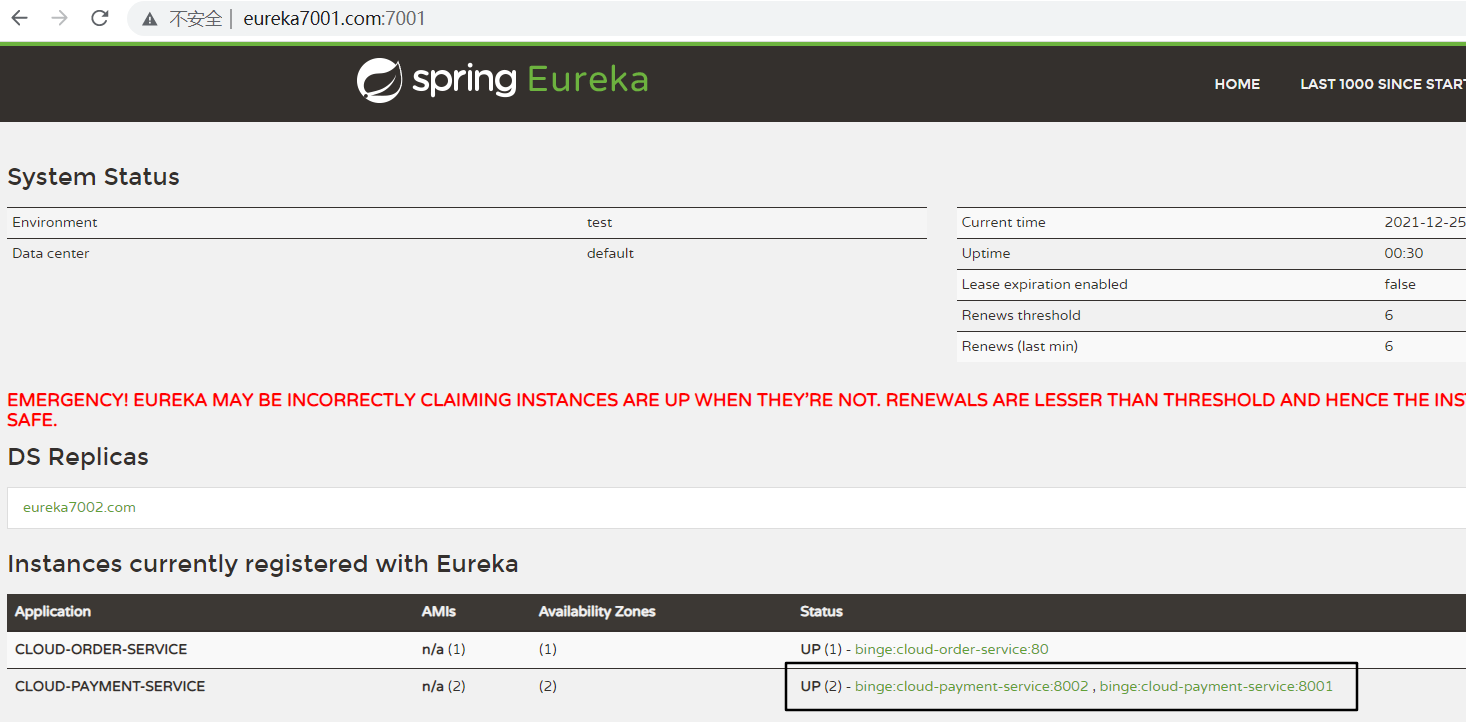 不安全 eureka7001.com:7001
spring Eureka
HOME LAST 1000 SINCE START
System Status
Environment test
Data center default
Current time 2021-12-25
Uptime 00:30
Lease expiration enabled false
Renews threshold 6
Renews (last min) 6
EMERGENCY! EUREKA MAY BE INCORRECTLY CLAIMING INSTANCES ARE UP WHEN THEY'RE NOT. RENEWALS ARE LESSER THAN THRESHOLD AND HENCE THE INST
SAFE.
DS Replicas
eureka7002.com
Instances currently registered with Eureka
Application AMIs Availability Zones Status
CLOUD-ORDER-SERVICE n/a (1) (1) UP (1) - binge:cloud-order-service:80
CLOUD-PAYMENT-SERVICE n/a (2) (2) UP (2) - binge:cloud-payment-service:8002 , binge:cloud-payment-service:8001